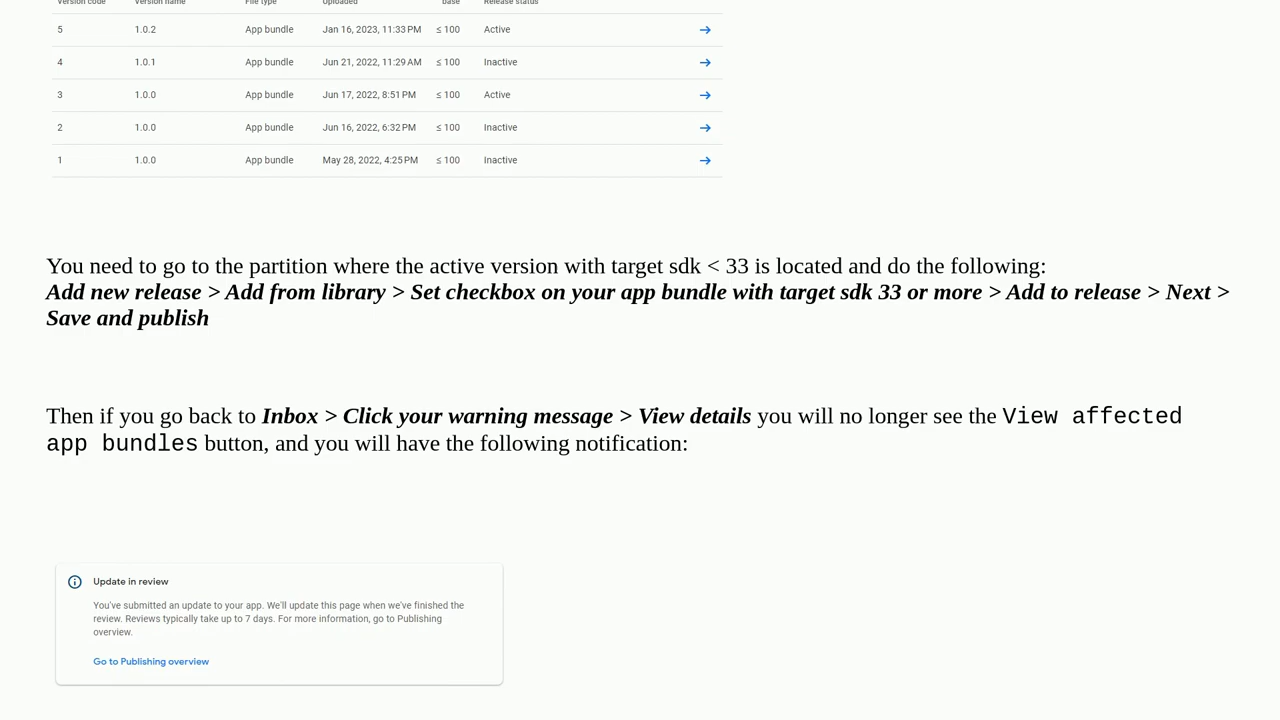 Version code Version name File type Uploaded base Release status
5 1.0.2 App bundle Jan 16, 2023, 11:33 PM ≤ 100 Active →
4 1.0.1 App bundle Jun 21, 2022, 11:29 AM ≤ 100 Inactive →
3 1.0.0 App bundle Jun 17, 2022, 8:51 PM ≤ 100 Active →
2 1.0.0 App bundle Jun 16, 2022, 6:32 PM ≤ 100 Inactive →
1 1.0.0 App bundle May 28, 2022, 4:25 PM ≤ 100 Inactive →
You need to go to the partition where the active version with target sdk < 33 is located and do the following:
Add new release > Add from library > Set checkbox on your app bundle with target sdk 33 or more > Add to release > Next >
Save and publish
Then if you go back to Inbox > Click your warning message > View details you will no longer see the View affected
app bundles button, and you will have the following notification:
Update in review
You've submitted an update to your app. We'll update this page when we've finished the
review. Reviews typically take up to 7 days. For more information, go to Publishing
overview.
Go to Publishing overview